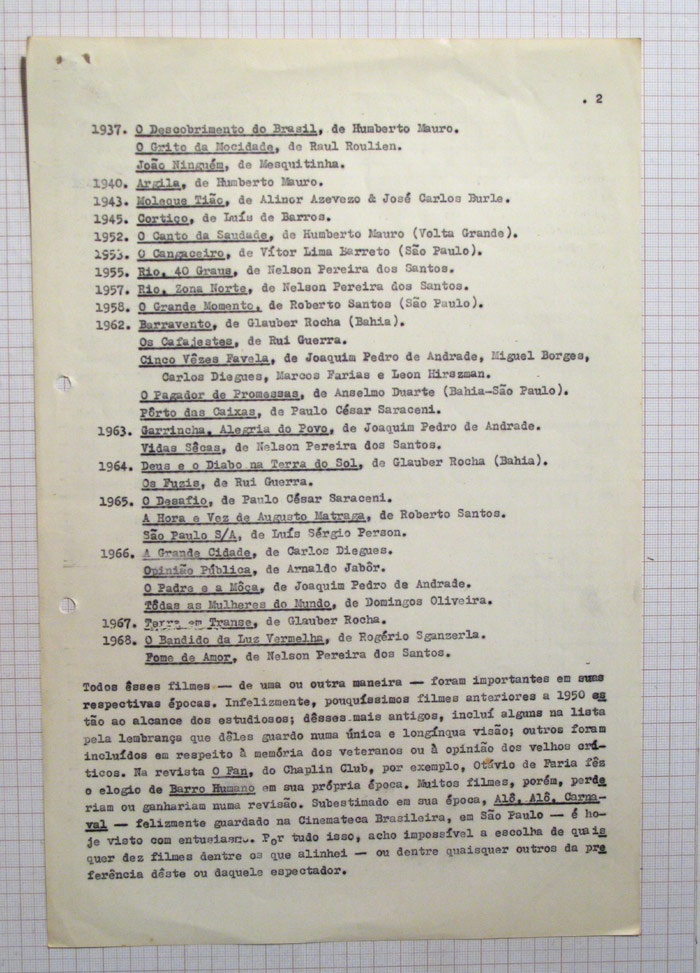 . 2
1937. O Descobrimento do Brasil, de Humberto Mauro.
O Grito da Mocidade, de Raul Roulien.
João Ninguém, de Mesquitinha.
1940. Argila, de Humberto Mauro.
1943. Moleque Tião, de Alinor Azevezo & José Carlos Burle.
1945. Cortiço, de Luís de Barros.
1952. O Canto da Saudade, de Humberto Mauro (Volta Grande).
1953. O Cangaceiro, de Vítor Lima Barreto (São Paulo).
1955. Rio, 40 Graus, de Nelson Pereira dos Santos.
1957. Rio, Zona Norte, de Nelson Pereira dos Santos.
1958. O Grande Momento, de Roberto Santos (São Paulo).
1962. Barravento, de Glauber Rocha (Bahia).
Os Cafajestes, de Rui Guerra.
Cinco Vêzes Favela, de Joaquim Pedro de Andrade, Miguel Borges,
Carlos Diegues, Marcos Farias e Leon Hirszman.
O Pagador de Promessas, de Anselmo Duarte (Bahia-São Paulo).
Pôrto das Caixas, de Paulo César Saraceni.
1963. Garrincha, Alegria do Povo, de Joaquim Pedro de Andrade.
Vidas Sêcas, de Nelson Pereira dos Santos.
1964. Deus e o Diabo na Terra do Sol, de Glauber Rocha (Bahia).
Os Fuzis, de Rui Guerra.
1965. O Desafio, de Paulo César Saraceni.
A Hora e Vez de Augusto Matraga, de Roberto Santos.
São Paulo S/A, de Luís Sérgio Person.
1966. A Grande Cidade, de Carlos Diegues.
Opinião Pública, de Arnaldo Jabôr.
O Padre e a Môça, de Joaquim Pedro de Andrade.
Tôdas as Mulheres do Mundo, de Domingos Oliveira.
1967. Terra em Transe, de Glauber Rocha.
1968. O Bandido da Luz Vermelha, de Rogério Sganzerla.
Fome de Amor, de Nelson Pereira dos Santos.
Todos êsses filmes — de uma ou outra maneira — foram importantes em suas
respectivas épocas. Infelizmente, pouquíssimos filmes anteriores a 1950 es
tão ao alcance dos estudiosos; dêsses mais antigos, incluí alguns na lista
pela lembrança que dêles guardo numa única e longínqua visão; outros foram
incluídos em respeito à memória dos veteranos ou à opinião dos velhos crí-
ticos. Na revista O Fan, do Chaplin Club, por exemplo, Otávio de Faria fêz
o elogio de Barro Humano em sua própria época. Muitos filmes, porém, perde
riam ou ganhariam numa revisão. Subestimado em sua época, Alô, Alô, Carna-
val — felizmente guardado na Cinemateca Brasileira, em São Paulo — é ho-
je visto com entusiasmo. Por tudo isso, acho impossível a escolha de quais
quer dez filmes dentre os que alinhei — ou dentre quaisquer outros da pre
ferência dêste ou daquele espectador.